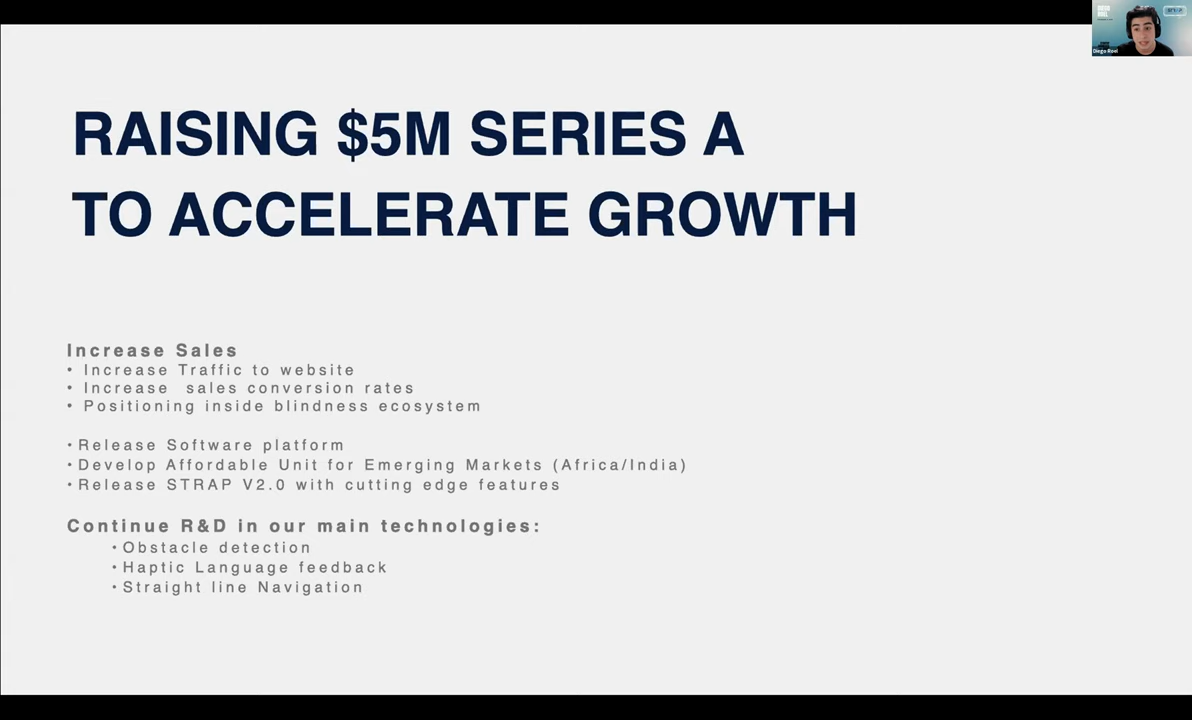 RAISING $5M SERIES A
TO ACCELERATE GROWTH
Increase Sales
• Increase Traffic to website
• Increase sales conversion rates
• Positioning inside blindness ecosystem
• Release Software platform
• Develop Affordable Unit for Emerging Markets (Africa/India)
• Release STRAP V2.0 with cutting edge features
Continue R&D in our main technologies:
• Obstacle detection
• Haptic Language feedback
• Straight line Navigation
Diego Roel